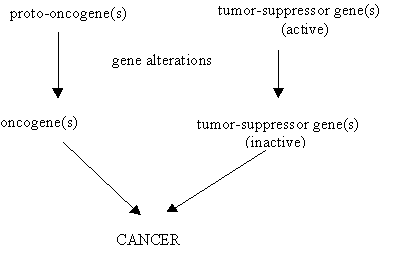 proto-oncogene(s)
tumor-suppressor gene(s)
(active)
gene alterations
oncogene(s)
tumor-suppressor gene(s)
(inactive)
CANCER